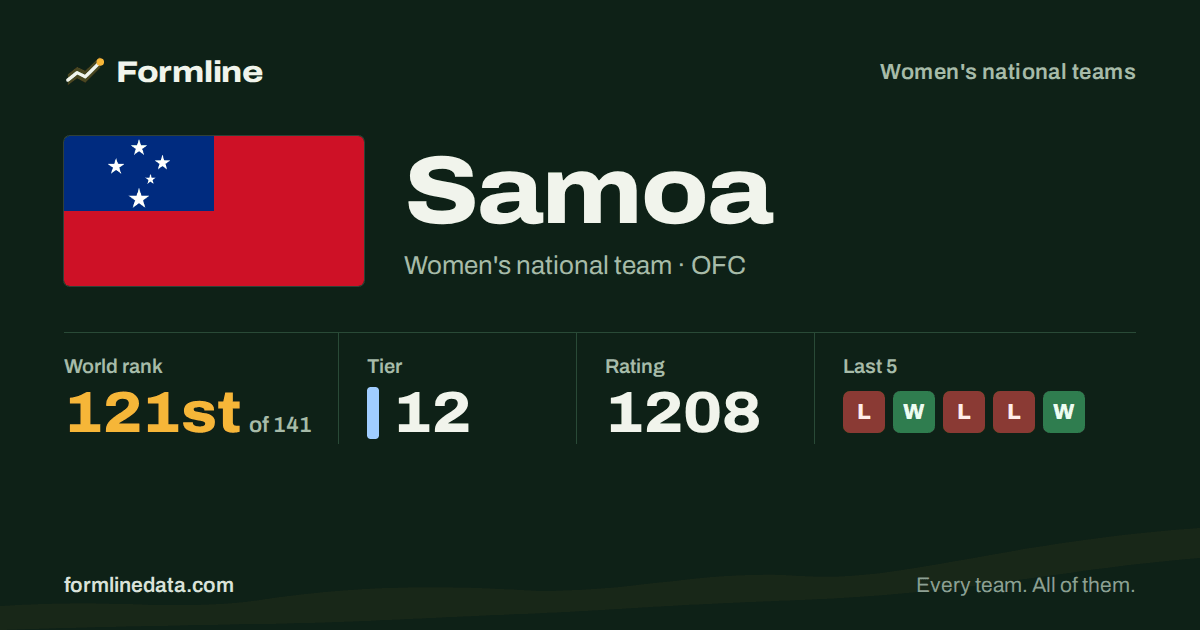 Formline
Women's national teams
Samoa
Women's national team · OFC
World rank
121st of 141
Tier
12
Rating
1208
Last 5
L W L L W
formlinedata.com
Every team. All of them.